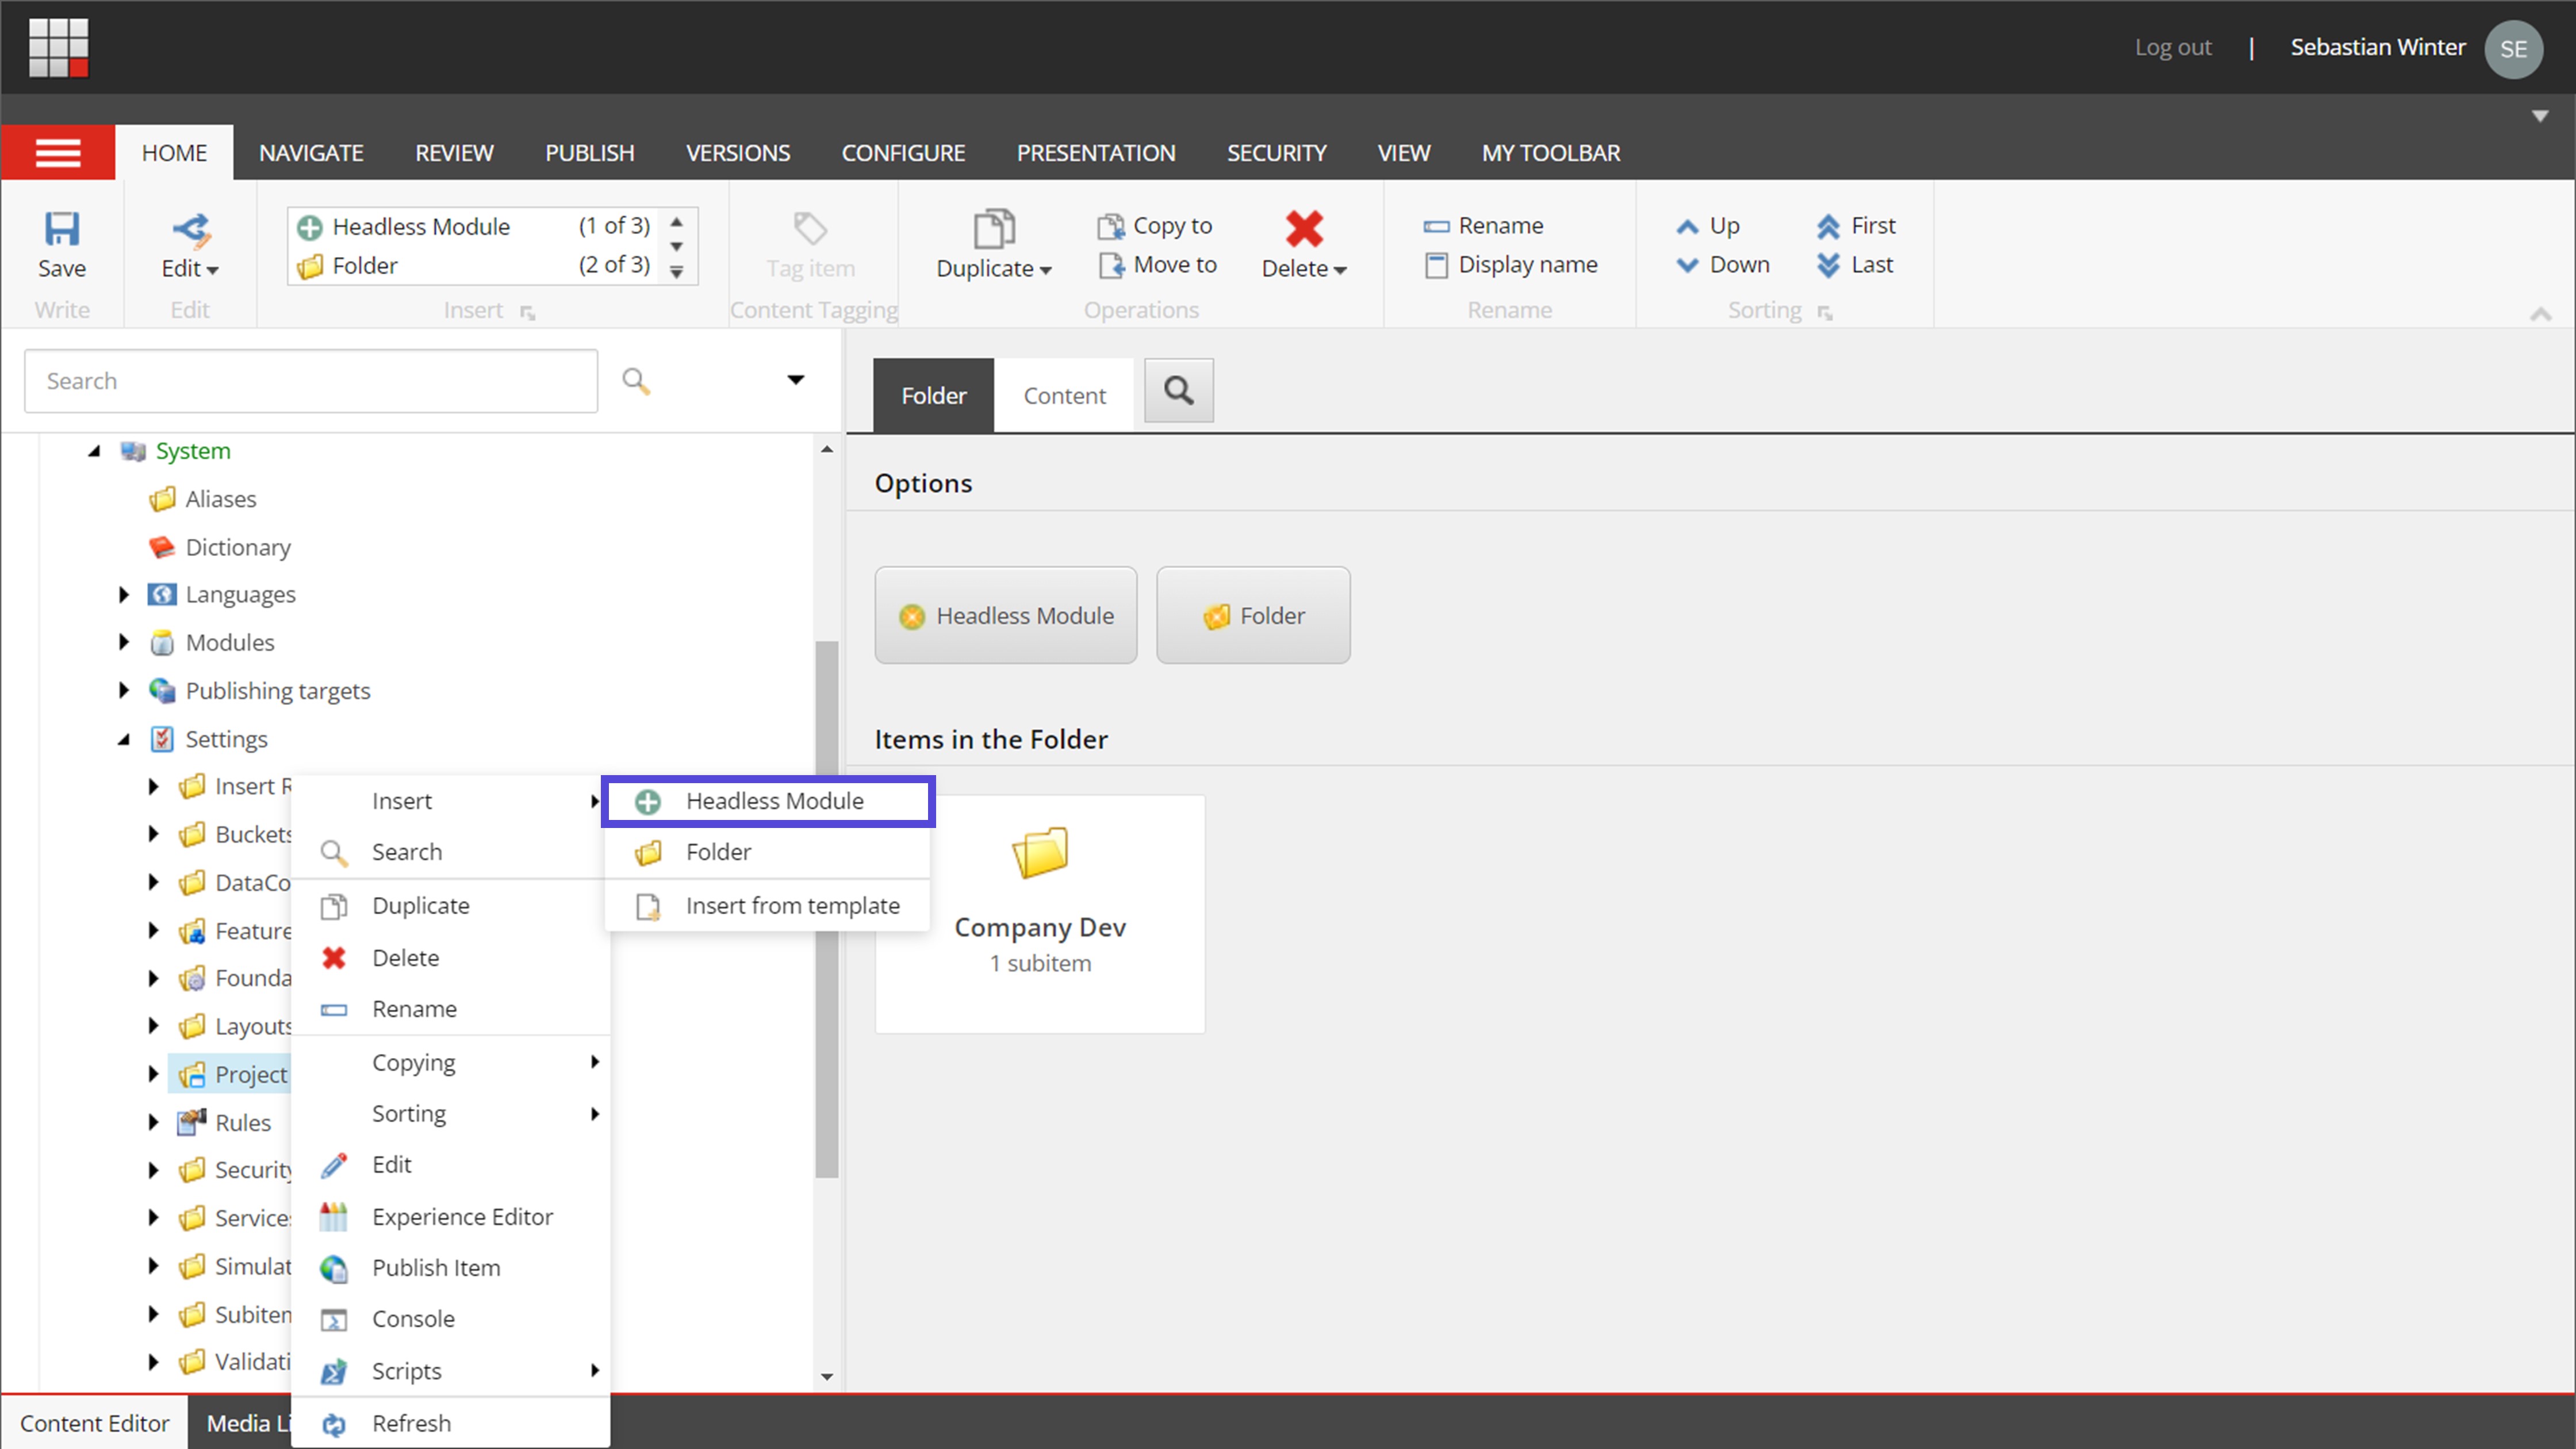 Log out | Sebastian Winter SE
HOME NAVIGATE REVIEW PUBLISH VERSIONS CONFIGURE PRESENTATION SECURITY VIEW MY TOOLBAR
Headless Module (1 of 3)
Folder (2 of 3)
Save
Edit
Tag item
Duplicate
Copy to
Move to
Delete
Rename
Display name
Up
Down
First
Last
Write
Edit
Insert
Content Tagging
Operations
Rename
Sorting
Search
Folder Content
System
Aliases
Dictionary
Languages
Modules
Publishing targets
Settings
Insert R
Buckets
DataCo
Feature
Founda
Layouts
Project
Rules
Security
Services
Simulat
Subiten
Validati
Insert
Search
Duplicate
Delete
Rename
Copying
Sorting
Edit
Experience Editor
Publish Item
Console
Scripts
Refresh
Headless Module
Folder
Insert from template
Options
Headless Module Folder
Items in the Folder
Company Dev
1 subitem
Content Editor Media Li